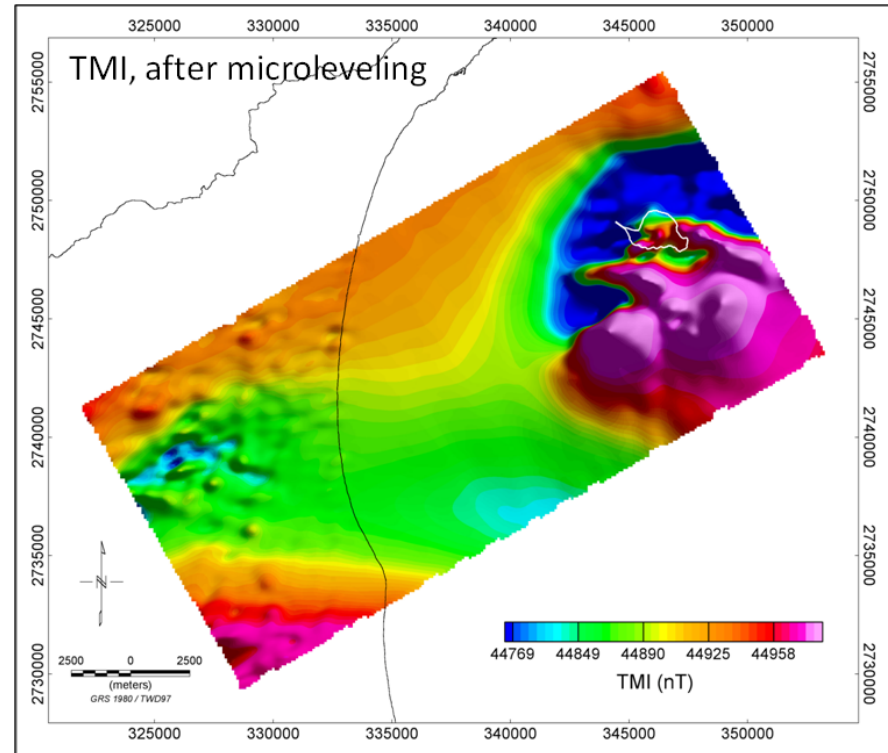 325000 330000 335000 340000 345000 350000
TMI, after microleveling
2755000 2755000
2750000 2750000
2745000 2745000
2740000 2740000
2735000 2735000
2730000 2730000
N
2500 0 2500
(meters)
GRS 1980 / TWD97
44769 44849 44890 44925 44958
TMI (nT)
325000 330000 335000 340000 345000 350000